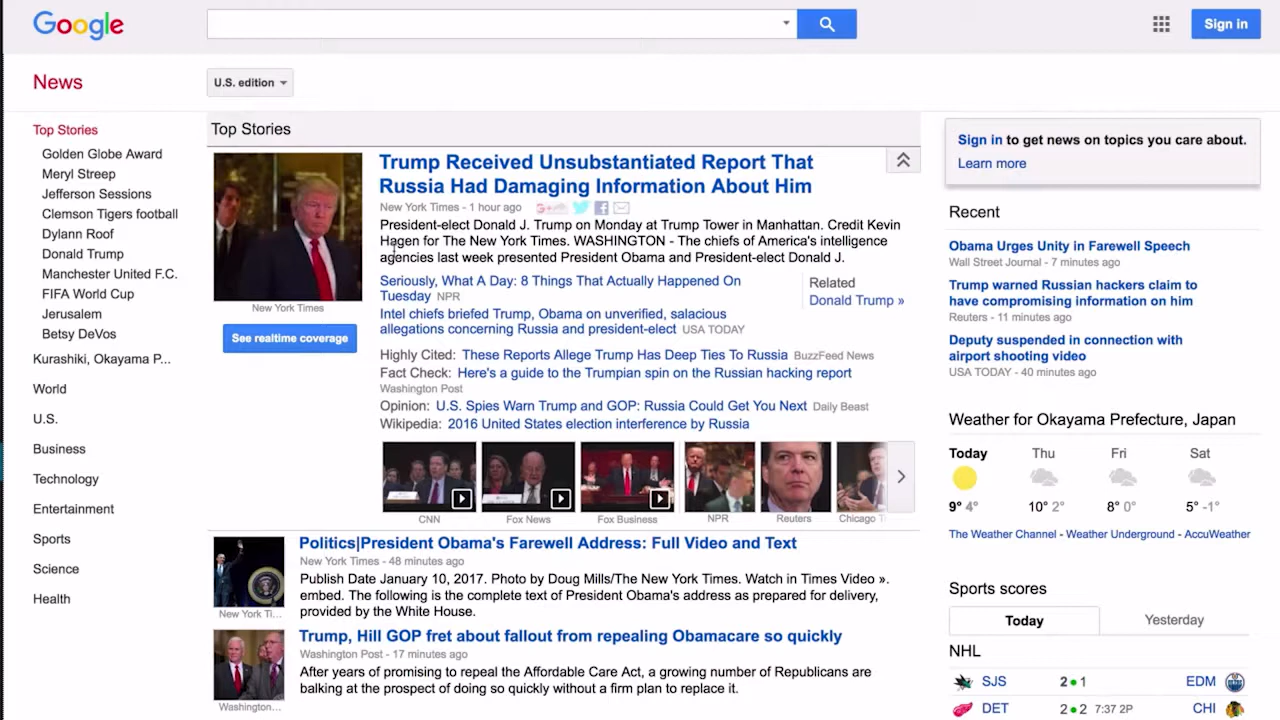 Google
Sign in
News
U.S. edition
Top Stories
Golden Globe Award
Meryl Streep
Jefferson Sessions
Clemson Tigers football
Dylann Roof
Donald Trump
Manchester United F.C.
FIFA World Cup
Jerusalem
Betsy DeVos
Kurashiki, Okayama P...
World
U.S.
Business
Technology
Entertainment
Sports
Science
Health
Top Stories
New York Times
See realtime coverage
Trump Received Unsubstantiated Report That
Russia Had Damaging Information About Him
New York Times - 1 hour ago
President-elect Donald J. Trump on Monday at Trump Tower in Manhattan. Credit Kevin
Hagen for The New York Times. WASHINGTON - The chiefs of America's intelligence
agencies last week presented President Obama and President-elect Donald J.
Seriously, What A Day: 8 Things That Actually Happened On
Tuesday NPR
Intel chiefs briefed Trump, Obama on unverified, salacious
allegations concerning Russia and president-elect USA TODAY
Related
Donald Trump »
Highly Cited: These Reports Allege Trump Has Deep Ties To Russia BuzzFeed News
Fact Check: Here's a guide to the Trumpian spin on the Russian hacking report
Washington Post
Opinion: U.S. Spies Warn Trump and GOP: Russia Could Get You Next Daily Beast
Wikipedia: 2016 United States election interference by Russia
CNN
Fox News
Fox Business
NPR
Reuters
Chicago T
New York Ti...
Politics|President Obama's Farewell Address: Full Video and Text
New York Times - 48 minutes ago
Publish Date January 10, 2017. Photo by Doug Mills/The New York Times. Watch in Times Video ».
embed. The following is the complete text of President Obama's address as prepared for delivery,
provided by the White House.
Washington...
Trump, Hill GOP fret about fallout from repealing Obamacare so quickly
Washington Post - 17 minutes ago
After years of promising to repeal the Affordable Care Act, a growing number of Republicans are
balking at the prospect of doing so quickly without a firm plan to replace it.
Sign in to get news on topics you care about.
Learn more
Recent
Obama Urges Unity in Farewell Speech
Wall Street Journal - 7 minutes ago
Trump warned Russian hackers claim to
have compromising information on him
Reuters - 11 minutes ago
Deputy suspended in connection with
airport shooting video
USA TODAY - 40 minutes ago
Weather for Okayama Prefecture, Japan
Today Thu Fri Sat
9° 4° 10° 2° 8° 0° 5° -1°
The Weather Channel - Weather Underground - AccuWeather
Sports scores
Today Yesterday
NHL
SJS 2 1 EDM
DET 2 2 7:37 2P CHI